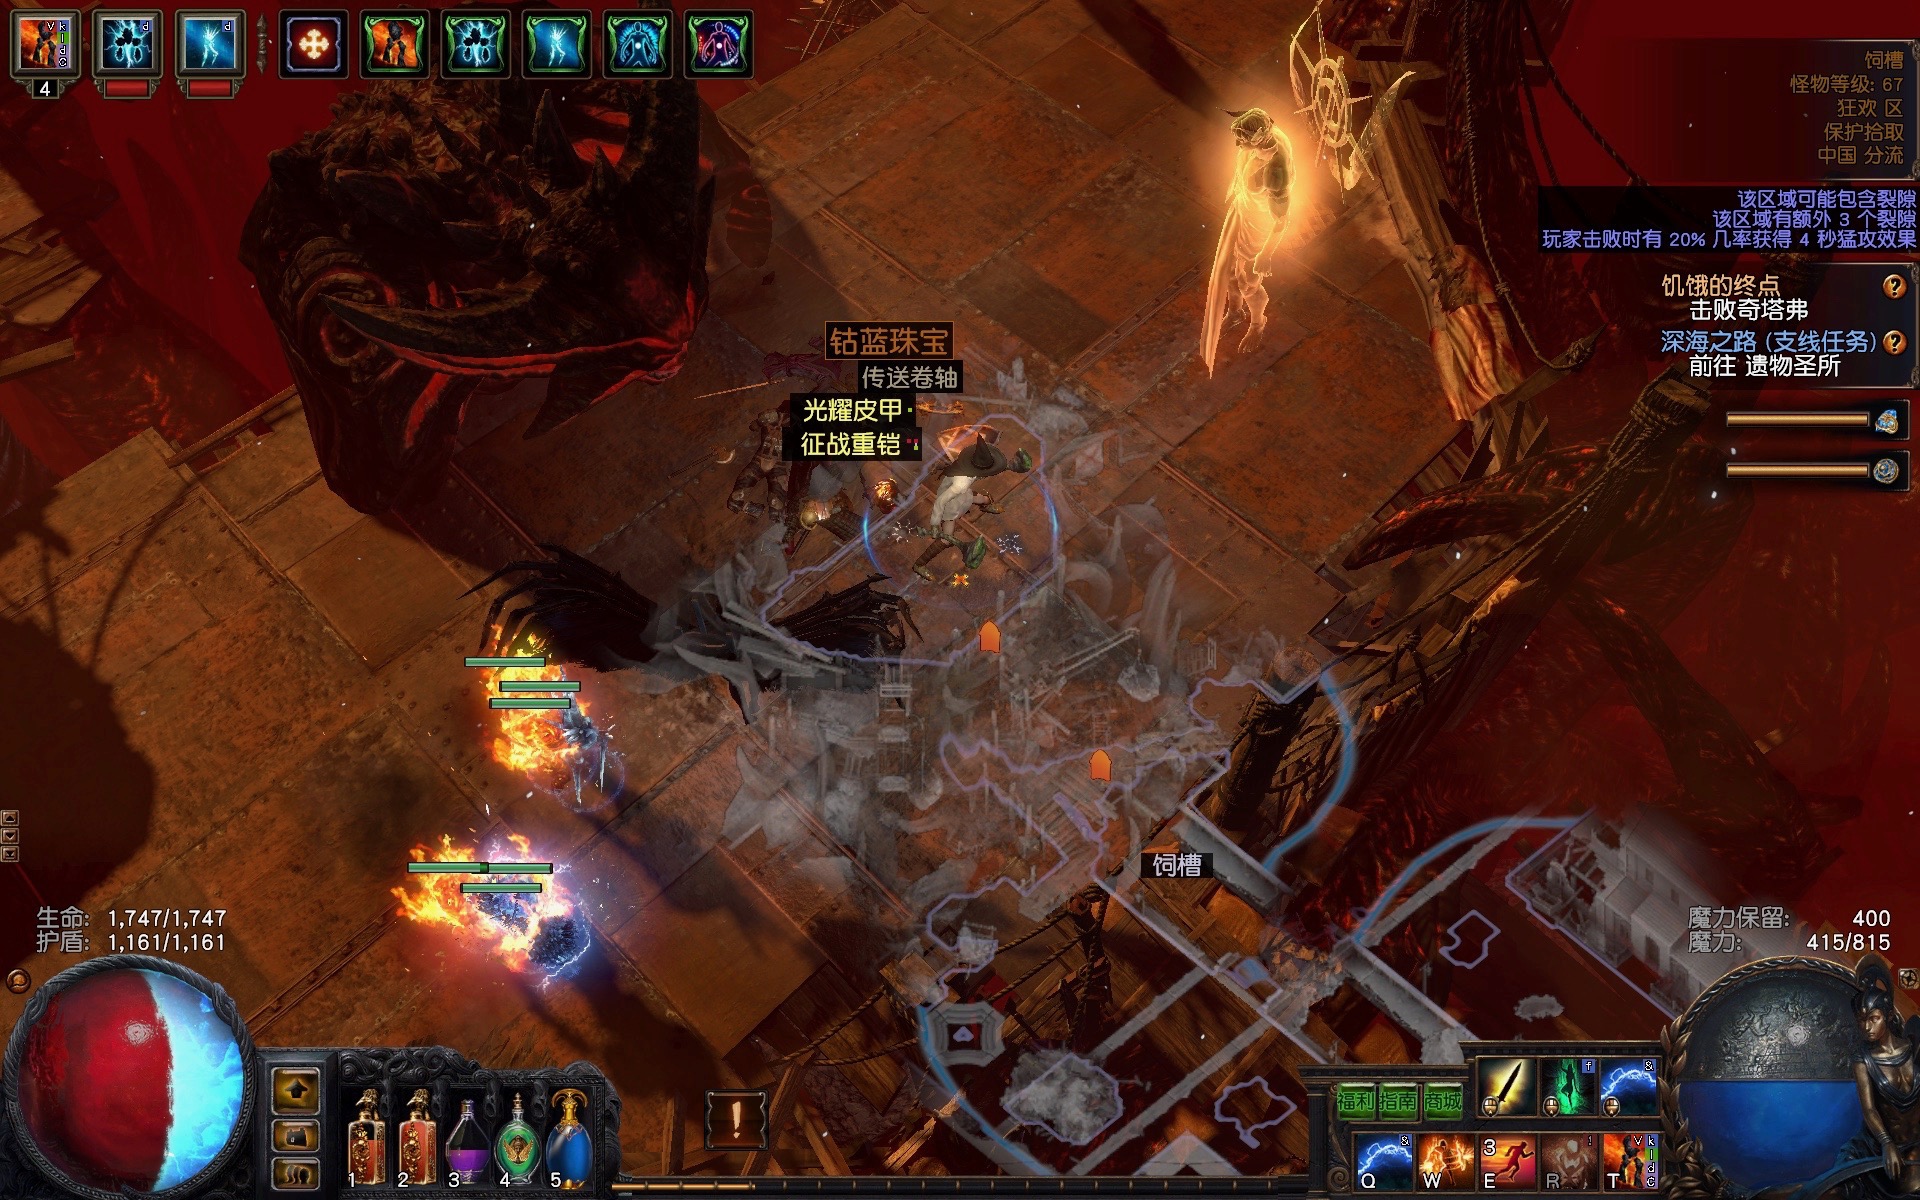 V k
l
d
c
d
d
4
饲槽
怪物等级: 67
狂欢 区
保护拾取
中国 分流
该区域可能包含裂隙
该区域有额外 3 个裂隙
玩家击败时有 20% 几率获得 4 秒猛攻效果
饥饿的终点
击败奇塔弗
深海之路 (支线任务)
前往 遗物圣所
钴蓝珠宝
传送卷轴
光耀皮甲
征战重铠
饲槽
生命: 1,747/1,747
护盾: 1,161/1,161
魔力保留: 400
魔力: 415/815
1
2
3
4
5
福利
指南
商城
f
&
&
3
!
V k
l
d
c
Q
W
E
R
T